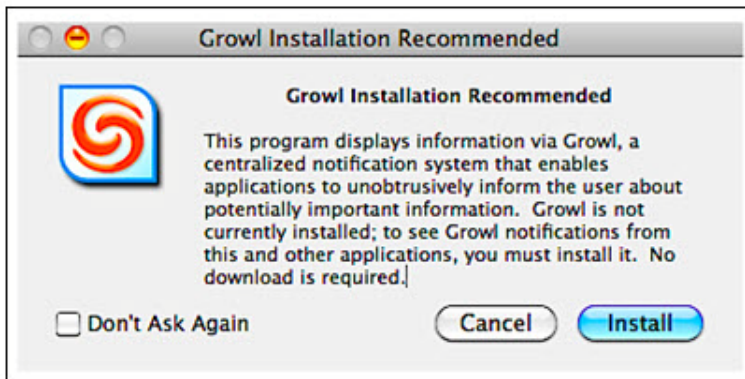 Growl Installation Recommended
Growl Installation Recommended
This program displays information via Growl, a
centralized notification system that enables
applications to unobtrusively inform the user about
potentially important information.  Growl is not
currently installed; to see Growl notifications from
this and other applications, you must install it.  No
download is required.
Don't Ask Again
Cancel
Install